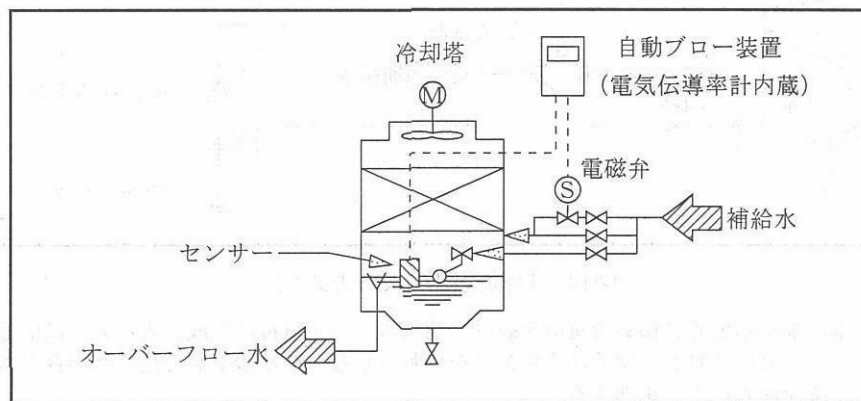 冷却塔
自動ブロー装置
(電気伝導率計内蔵)
M
電磁弁
S
補給水
センサー
オーバーフロー水